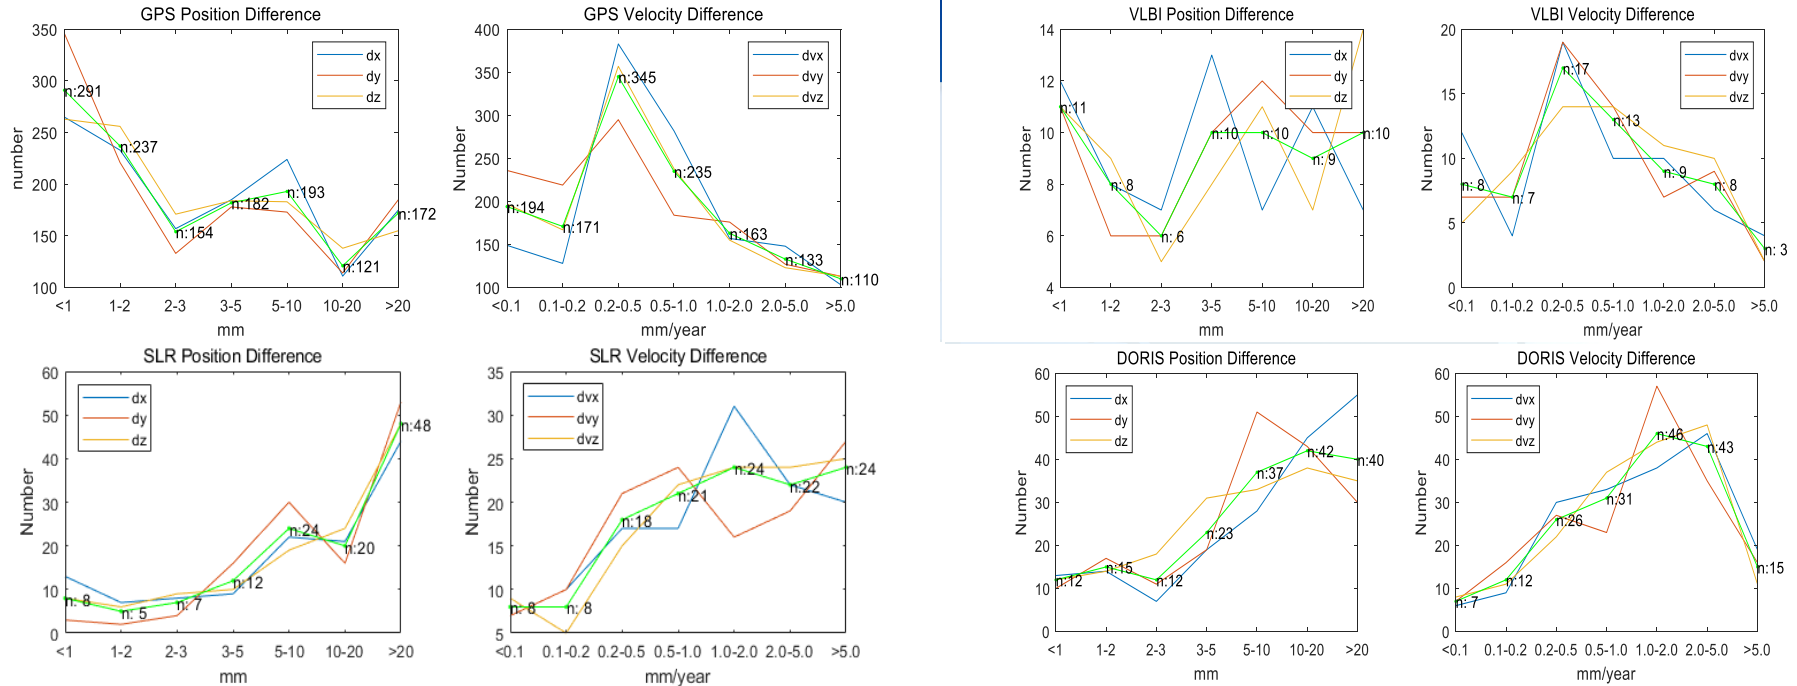 GPS Position Difference
350
300
250
200
150
100
number
dx
dy
dz
n:291
n:237
n:154
n:182
n:193
n:121
n:172
<1 1-2 2-3 3-5 5-10 10-20 >20
mm
GPS Velocity Difference
400
350
300
250
200
150
100
Number
dvx
dvy
dvz
n:194
n:171
n:345
n:235
n:163
n:133
n:110
<0.1 0.1-0.2 0.2-0.5 0.5-1.0 1.0-2.0 2.0-5.0 >5.0
mm/year
VLBI Position Difference
14
12
10
8
6
4
Number
dx
dy
dz
n:11
n: 8
n: 6
n:10
n:10
n: 9
n:10
<1 1-2 2-3 3-5 5-10 10-20 >20
mm
VLBI Velocity Difference
20
15
10
5
0
Number
dvx
dvy
dvz
n: 8
n: 7
n:17
n:13
n: 9
n: 8
n: 3
<0.1 0.1-0.2 0.2-0.5 0.5-1.0 1.0-2.0 2.0-5.0 >5.0
mm/year
SLR Position Difference
60
50
40
30
20
10
0
Number
dx
dy
dz
n: 8
n: 5
n: 7
n:12
n:24
n:20
n:48
<1 1-2 2-3 3-5 5-10 10-20 >20
mm
SLR Velocity Difference
35
30
25
20
15
10
5
Number
dvx
dvy
dvz
n: 8
n: 8
n:18
n:21
n:24
n:22
n:24
<0.1 0.1-0.2 0.2-0.5 0.5-1.0 1.0-2.0 2.0-5.0 >5.0
mm/year
DORIS Position Difference
60
50
40
30
20
10
0
Number
dx
dy
dz
n:12
n:15
n:12
n:23
n:37
n:42
n:40
<1 1-2 2-3 3-5 5-10 10-20 >20
mm
DORIS Velocity Difference
60
50
40
30
20
10
0
Number
dvx
dvy
dvz
n: 7
n:12
n:26
n:31
n:46
n:43
n:15
<0.1 0.1-0.2 0.2-0.5 0.5-1.0 1.0-2.0 2.0-5.0 >5.0
mm/year